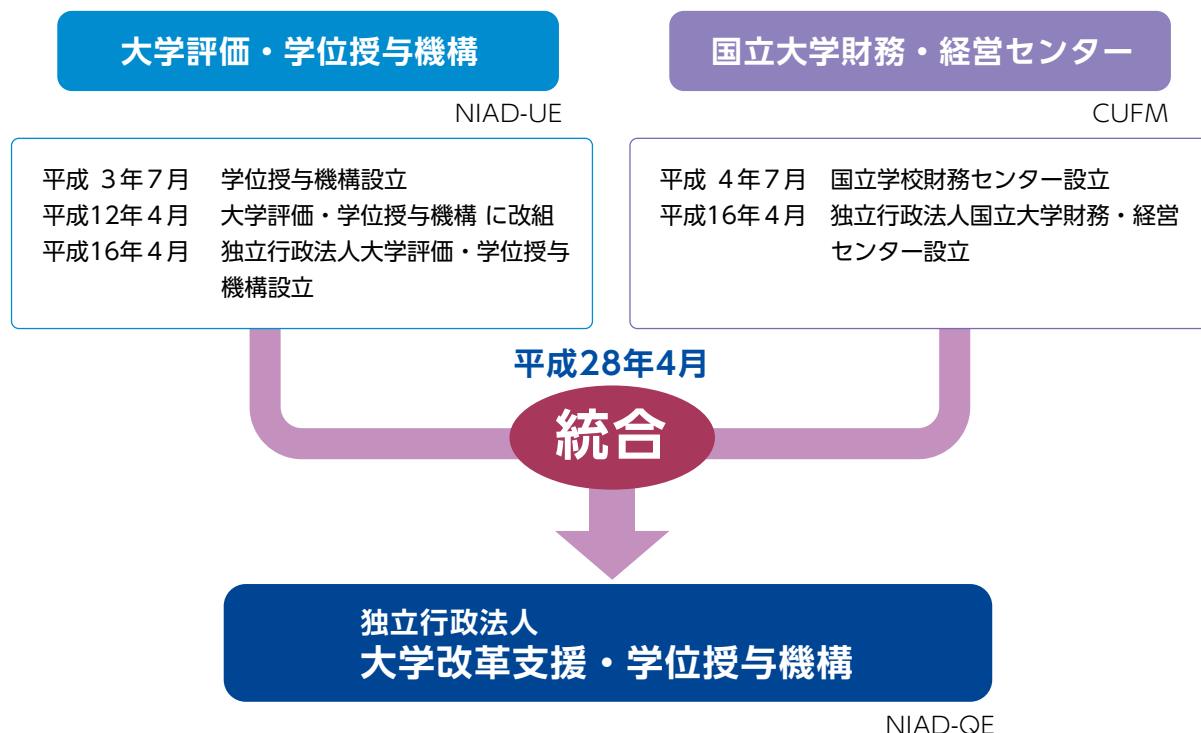 大学評価・学位授与機構
NIAD-UE
平成 3年7月 学位授与機構設立
平成12年4月 大学評価・学位授与機構 に改組
平成16年4月 独立行政法人大学評価・学位授与
機構設立
国立大学財務・経営センター
CUFM
平成 4年7月 国立学校財務センター設立
平成16年4月 独立行政法人国立大学財務・経営
センター設立
平成28年4月
統合
独立行政法人
大学改革支援・学位授与機構
NIAD-QE